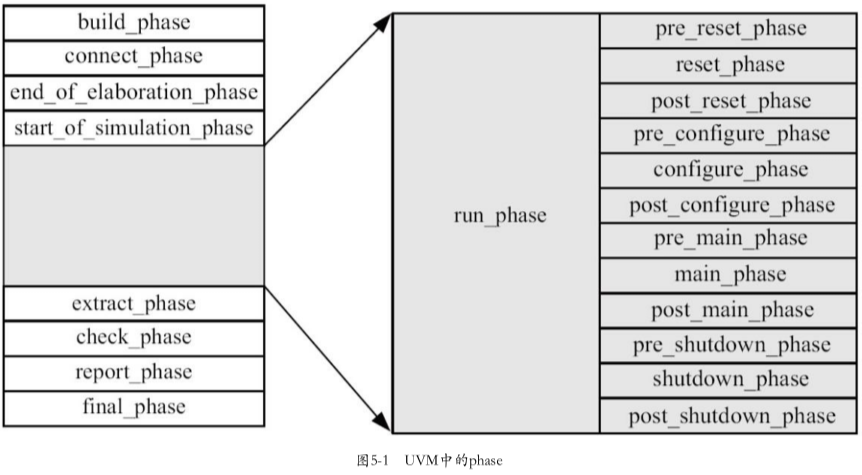 build_phase
connect_phase
end_of_elaboration_phase
start_of_simulation_phase
extract_phase
check_phase
report_phase
final_phase
run_phase
pre_reset_phase
reset_phase
post_reset_phase
pre_configure_phase
configure_phase
post_configure_phase
pre_main_phase
main_phase
post_main_phase
pre_shutdown_phase
shutdown_phase
post_shutdown_phase
图5-1 UVM中的phase